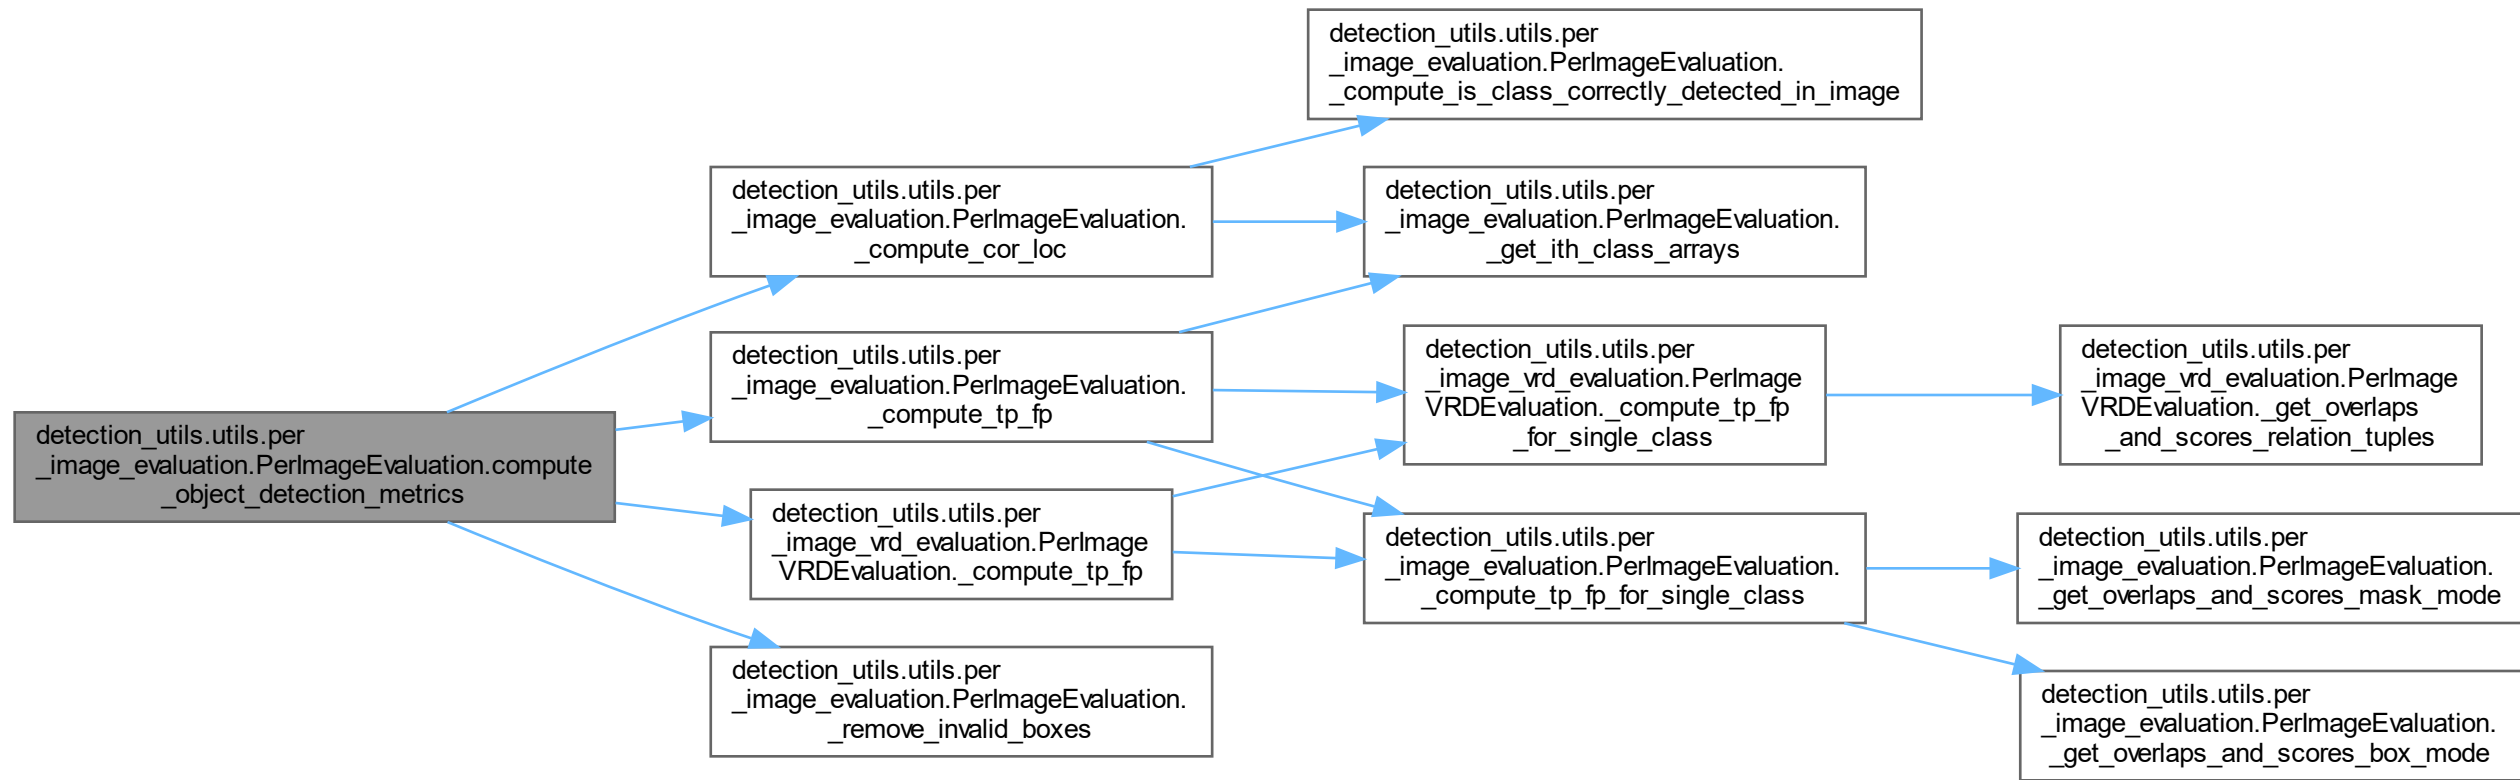 detection_utils.utils.per
_image_evaluation.PerImageEvaluation.compute
_object_detection_metrics
detection_utils.utils.per
_image_evaluation.PerImageEvaluation.
_compute_cor_loc
detection_utils.utils.per
_image_evaluation.PerImageEvaluation.
_compute_tp_fp
detection_utils.utils.per
_image_vrd_evaluation.PerImage
VRDEvaluation._compute_tp_fp
detection_utils.utils.per
_image_evaluation.PerImageEvaluation.
_remove_invalid_boxes
detection_utils.utils.per
_image_evaluation.PerImageEvaluation.
_compute_is_class_correctly_detected_in_image
detection_utils.utils.per
_image_evaluation.PerImageEvaluation.
_get_ith_class_arrays
detection_utils.utils.per
_image_vrd_evaluation.PerImage
VRDEvaluation._compute_tp_fp
_for_single_class
detection_utils.utils.per
_image_evaluation.PerImageEvaluation.
_compute_tp_fp_for_single_class
detection_utils.utils.per
_image_vrd_evaluation.PerImage
VRDEvaluation._get_overlaps
_and_scores_relation_tuples
detection_utils.utils.per
_image_evaluation.PerImageEvaluation.
_get_overlaps_and_scores_mask_mode
detection_utils.utils.per
_image_evaluation.PerImageEvaluation.
_get_overlaps_and_scores_box_mode